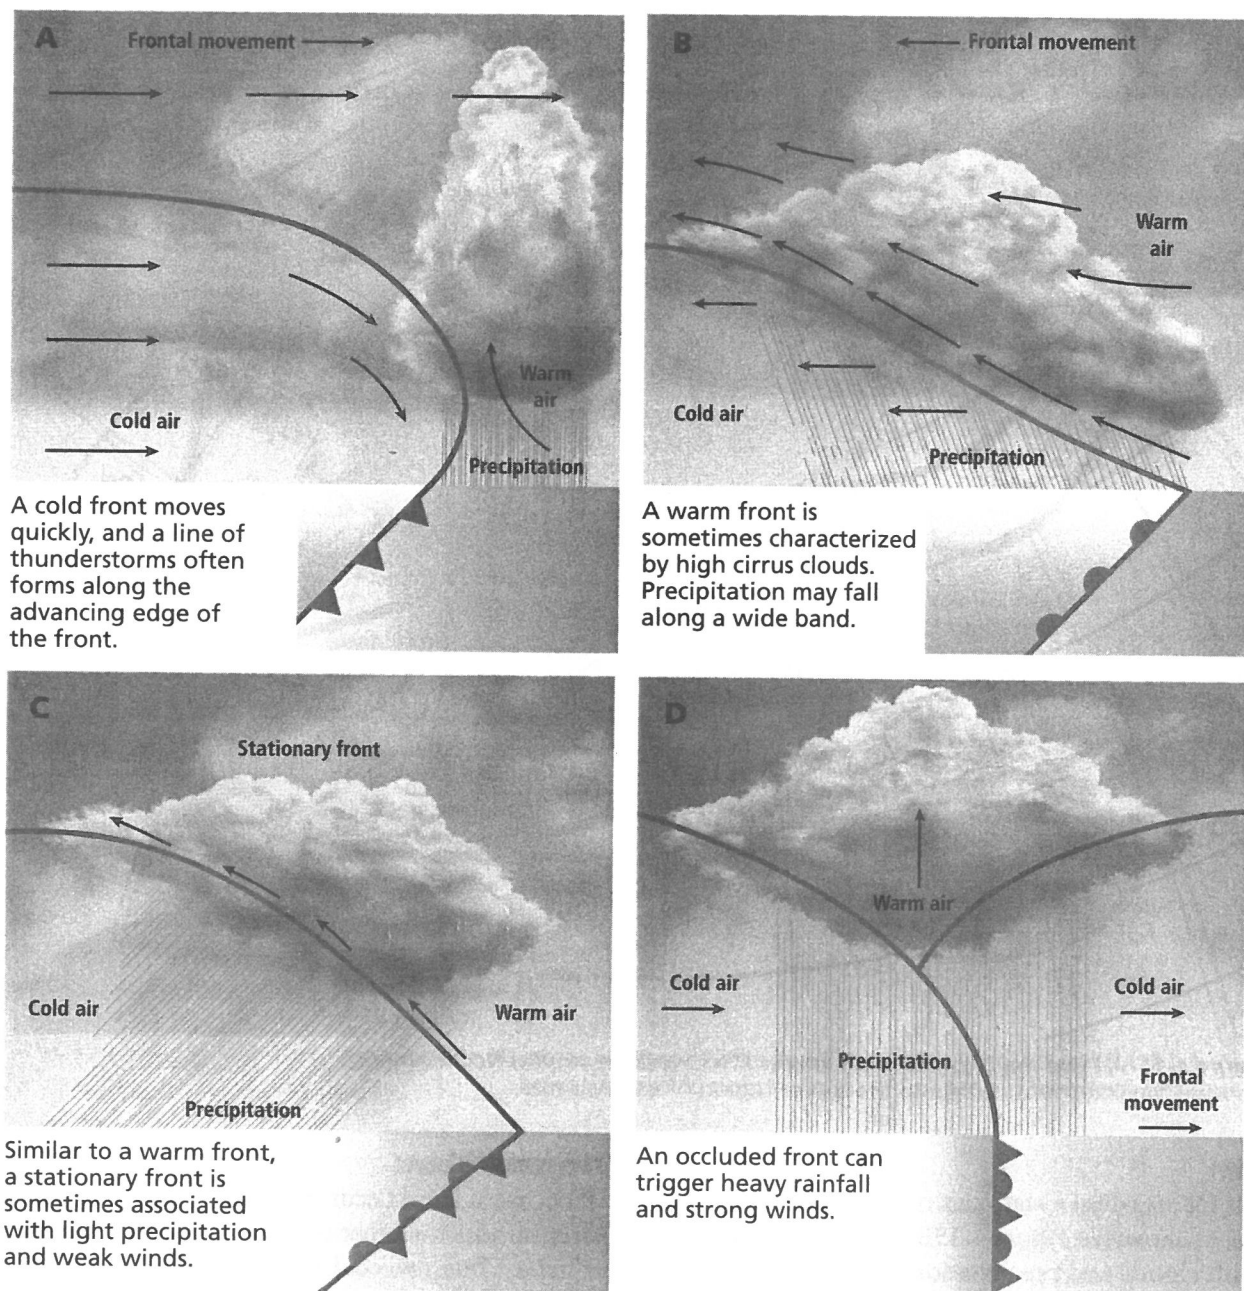 A
Frontal movement
Warm
air
Cold air
Precipitation
A cold front moves
quickly, and a line of
thunderstorms often
forms along the
advancing edge of
the front.
B
Frontal movement
Warm
air
Cold air
Precipitation
A warm front is
sometimes characterized
by high cirrus clouds.
Precipitation may fall
along a wide band.
C
Stationary front
Cold air
Warm air
Precipitation
Similar to a warm front,
a stationary front is
sometimes associated
with light precipitation
and weak winds.
D
Warm air
Cold air
Cold air
Precipitation
Frontal
movement
An occluded front can
trigger heavy rainfall
and strong winds.